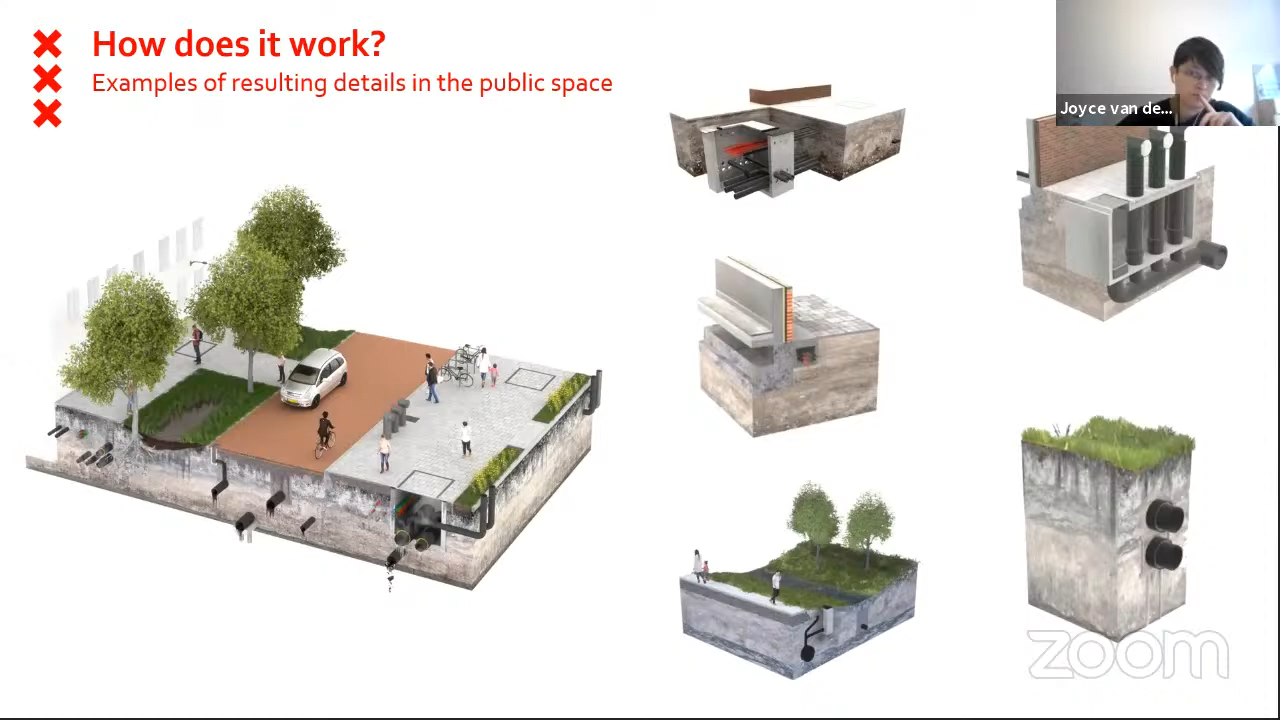 How does it work?
Examples of resulting details in the public space
Joyce van de...
zoom